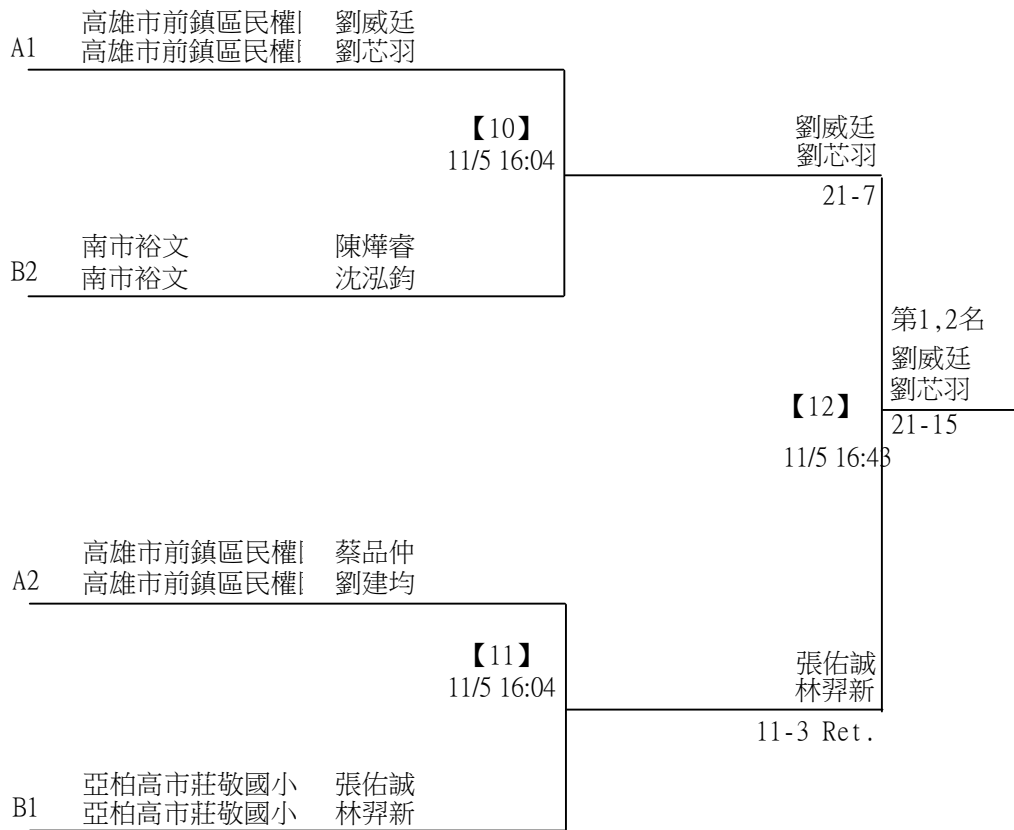 A1
高雄市前鎮區民權 劉威廷
高雄市前鎮區民權 劉芯羽
【10】
11/5 16:04
劉威廷
劉芯羽
21-7
B2
南市裕文 陳燁睿
南市裕文 沈泓鈞
第1,2名
劉威廷
劉芯羽
21-15
【12】
11/5 16:43
A2
高雄市前鎮區民權 蔡品仲
高雄市前鎮區民權 劉建均
【11】
11/5 16:04
張佑誠
林羿新
11-3 Ret.
B1
亞柏高市莊敬國小 張佑誠
亞柏高市莊敬國小 林羿新